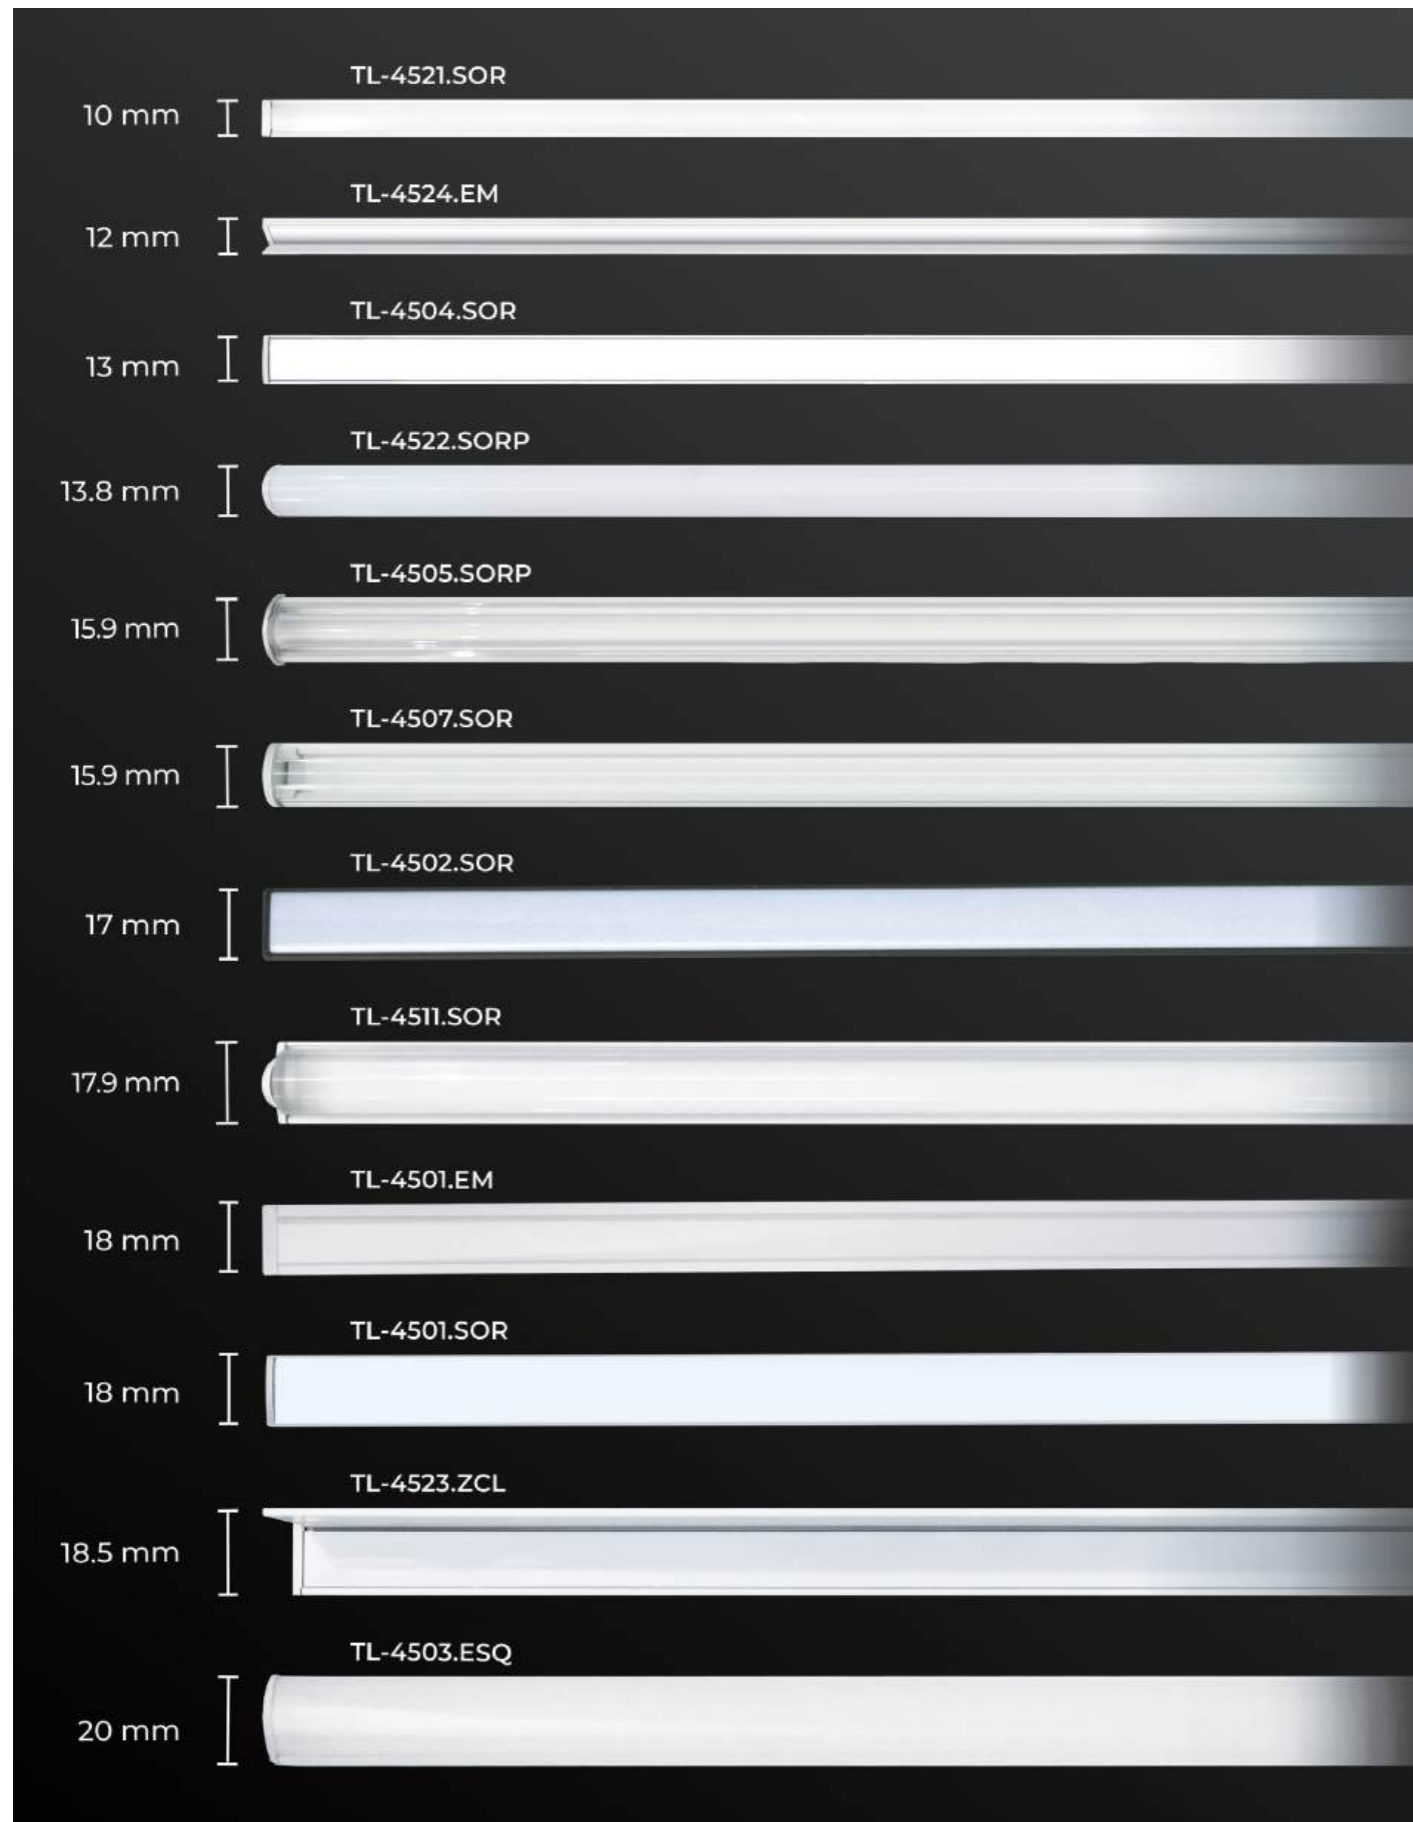 TL-4521.SOR
10 mm
TL-4524.EM
12 mm
TL-4504.SOR
13 mm
TL-4522.SORP
13.8 mm
TL-4505.SORP
15.9 mm
TL-4507.SOR
15.9 mm
TL-4502.SOR
17 mm
TL-4511.SOR
17.9 mm
TL-4501.EM
18 mm
TL-4501.SOR
18 mm
TL-4523.ZCL
18.5 mm
TL-4503.ESQ
20 mm